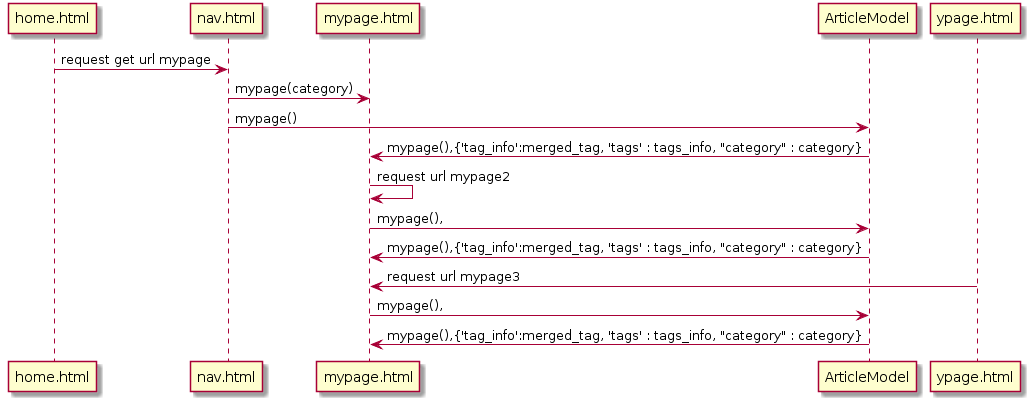 home.html nav.html mypage.html ArticleModel ypage.html
request get url mypage
mypage(category)
mypage()
mypage(),{'tag_info':merged_tag, 'tags' : tags_info, "category" : category}
request url mypage2
mypage(),
mypage(),{'tag_info':merged_tag, 'tags' : tags_info, "category" : category}
request url mypage3
mypage(),
mypage(),{'tag_info':merged_tag, 'tags' : tags_info, "category" : category}
home.html nav.html mypage.html ArticleModel ypage.html